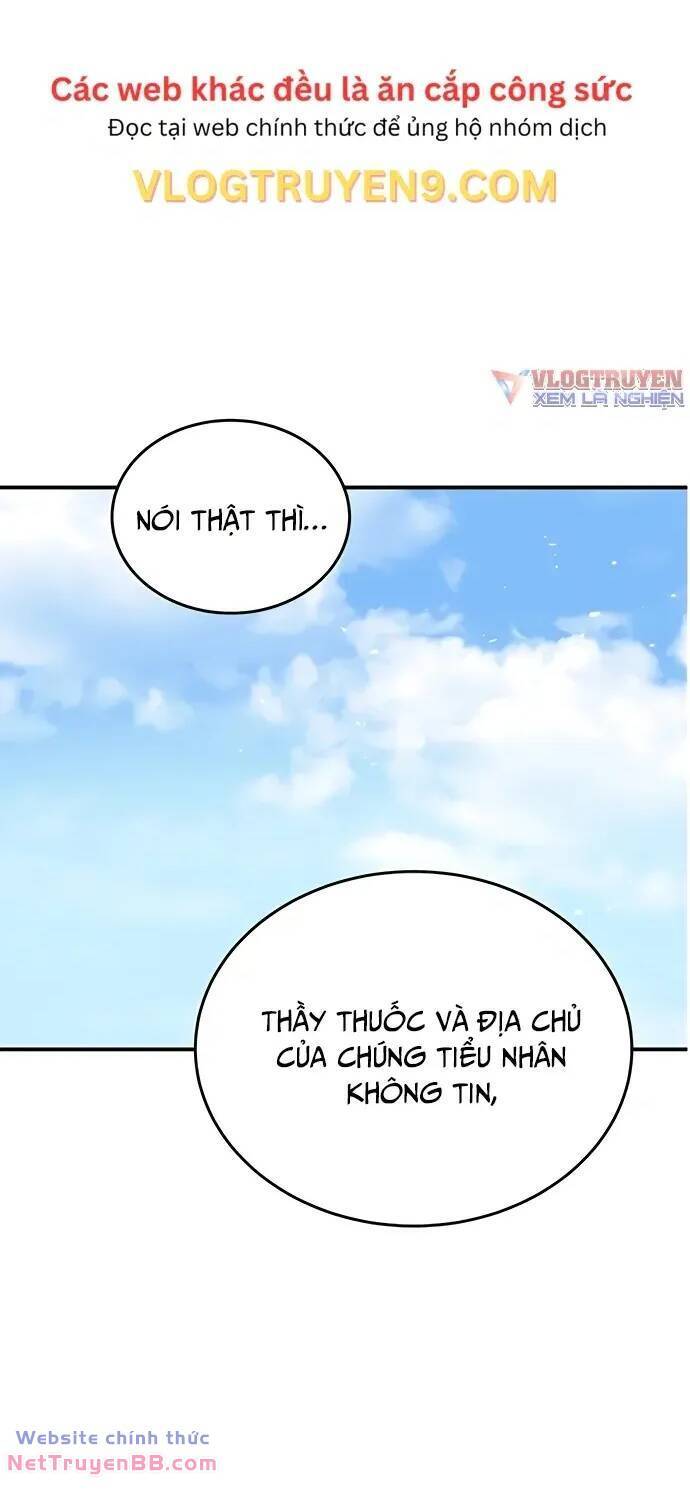 Các web khác đều là ăn cắp công sức
Đọc tại web chính thức để ủng hộ nhóm dịch
VLOGTRUYEN9.COM
VLOGTRUYEN
XEM LÀ NGHIỆN
NÓI THẬT THÌ...
THẦY THUỐC VÀ ĐỊA CHỦ
CỦA CHÚNG TIỂU NHÂN
KHÔNG TIN,
Website chính thức
NetTruyenBB.com